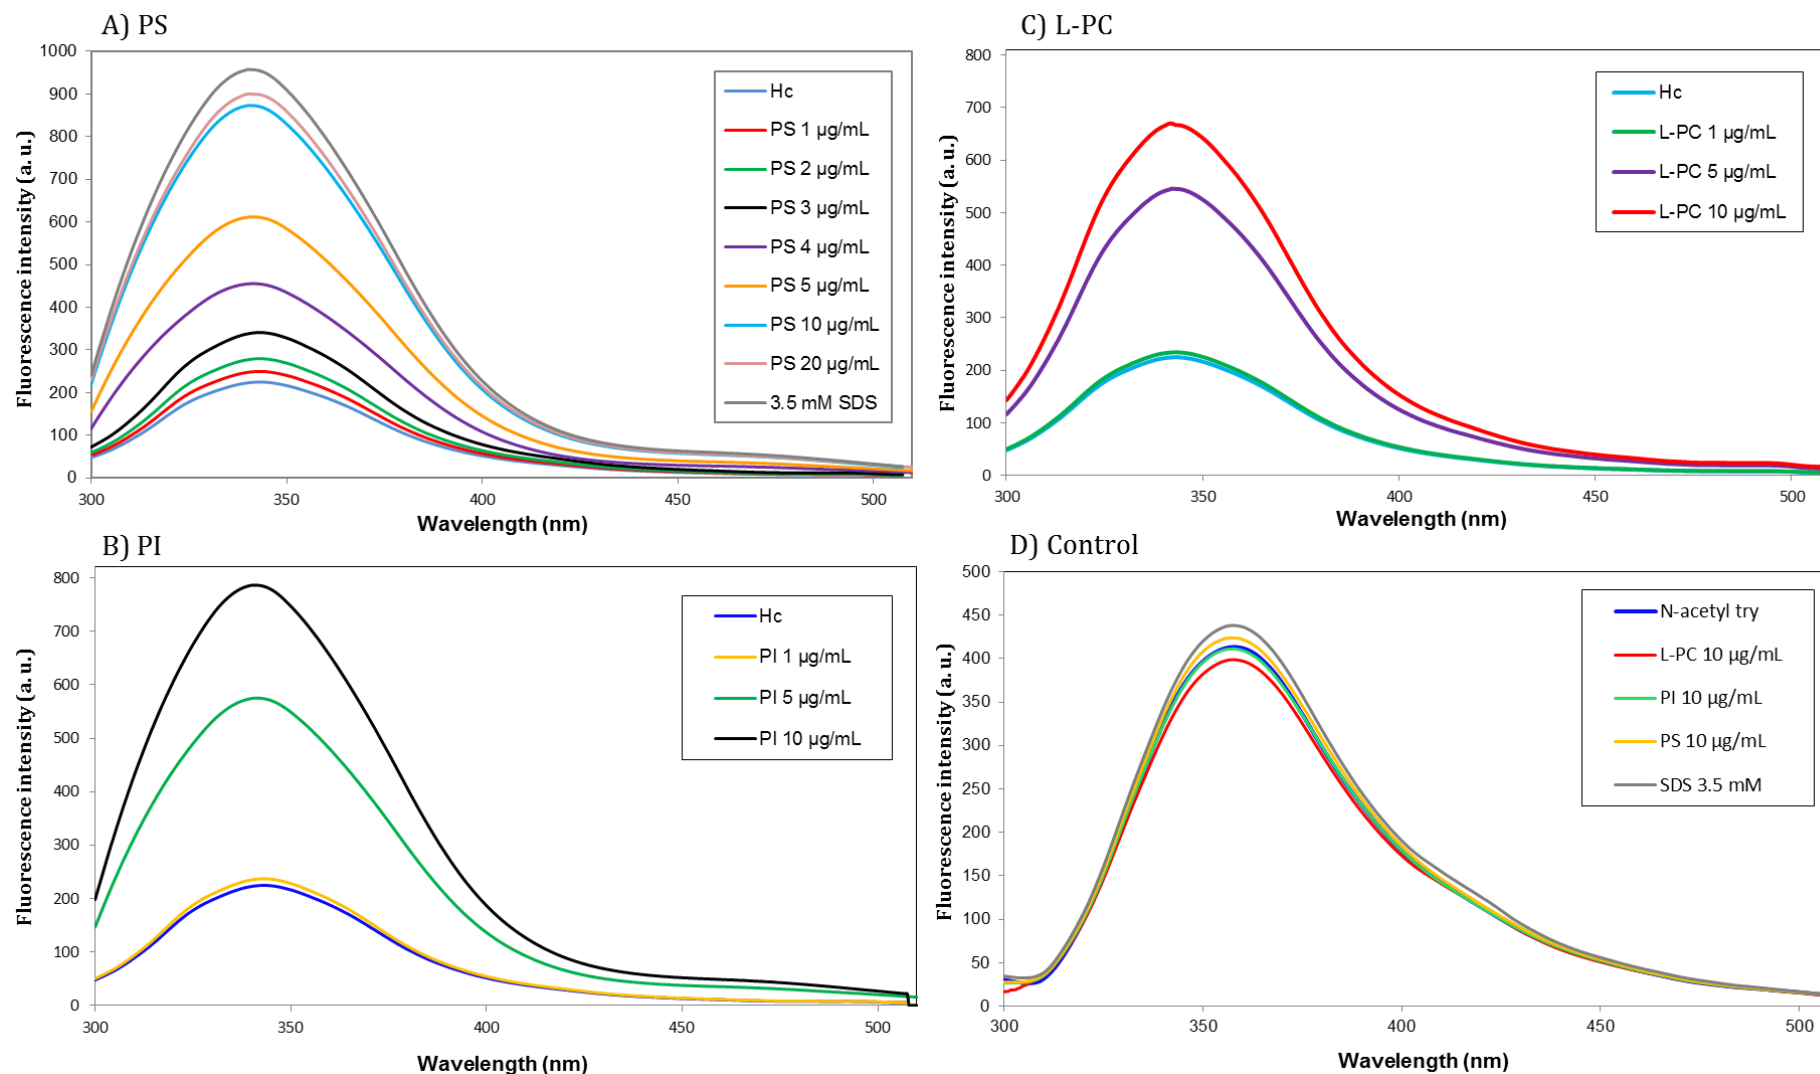 A) PS
Fluorescence intensity (a. u.)
1000
900
800
700
600
500
400
300
200
100
0
300
350
400
450
500
Wavelength (nm)
Hc
PS 1 µg/mL
PS 2 µg/mL
PS 3 µg/mL
PS 4 µg/mL
PS 5 µg/mL
PS 10 µg/mL
PS 20 µg/mL
3.5 mM SDS
C) L-PC
Fluorescence intensity (a. u.)
800
700
600
500
400
300
200
100
0
300
350
400
450
500
Wavelength (nm)
Hc
L-PC 1 µg/mL
L-PC 5 µg/mL
L-PC 10 µg/mL
B) PI
Fluorescence intensity (a. u.)
800
700
600
500
400
300
200
100
0
300
350
400
450
500
Wavelength (nm)
Hc
PI 1 µg/mL
PI 5 µg/mL
PI 10 µg/mL
D) Control
Fluorescence intensity (a. u.)
500
450
400
350
300
250
200
150
100
50
0
300
350
400
450
500
Wavelength (nm)
N-acetyl try
L-PC 10 µg/mL
PI 10 µg/mL
PS 10 µg/mL
SDS 3.5 mM